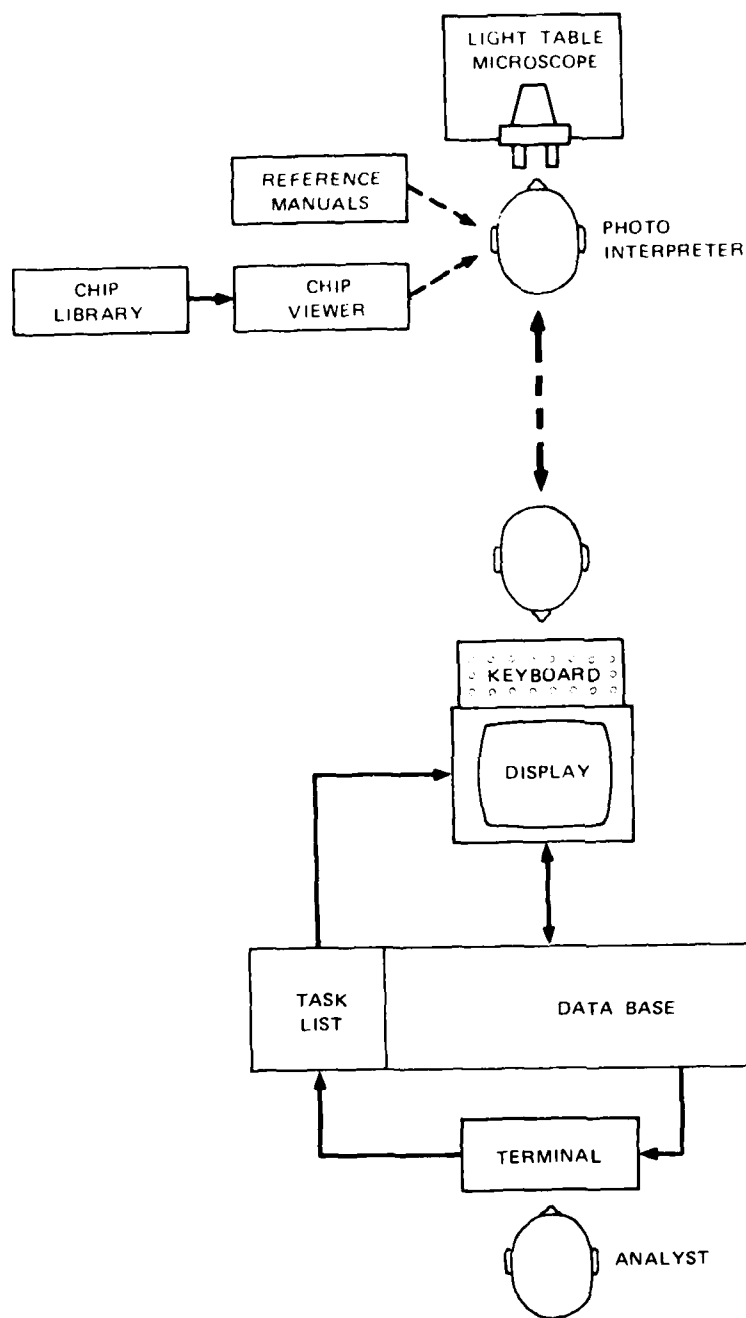 LIGHT TABLE
MICROSCOPE
REFERENCE
MANUALS
PHOTO
INTERPRETER
CHIP
LIBRARY
CHIP
VIEWER
KEYBOARD
DISPLAY
TASK
LIST
DATA BASE
TERMINAL
ANALYST